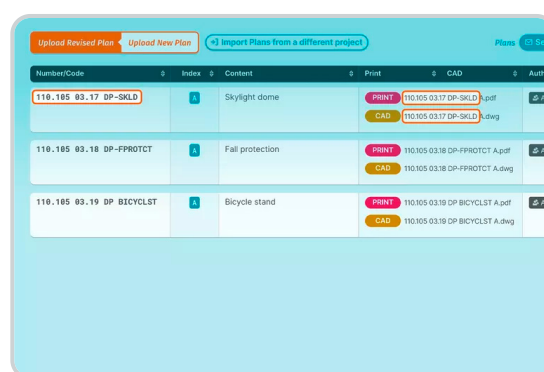 Upload Revised Plan Upload New Plan Import Plans from a different project Plans
Number/Code Index Content Print CAD
110.105 03.17 DP-SKLD A Skylight dome PRINT 110.105 03.17 DP-SKLD A.pdf
CAD 110.105 03.17 DP-SKLD A.dwg
110.105 03.18 DP-FPROTCT A Fall protection PRINT 110.105 03.18 DP-FPROTCT A.pdf
CAD 110.105 03.18 DP-FPROTCT A.dwg
110.105 03.19 DP BICYCLST A Bicycle stand PRINT 110.105 03.19 DP BICYCLST A.pdf
CAD 110.105 03.19 DP BICYCLST A.dwg